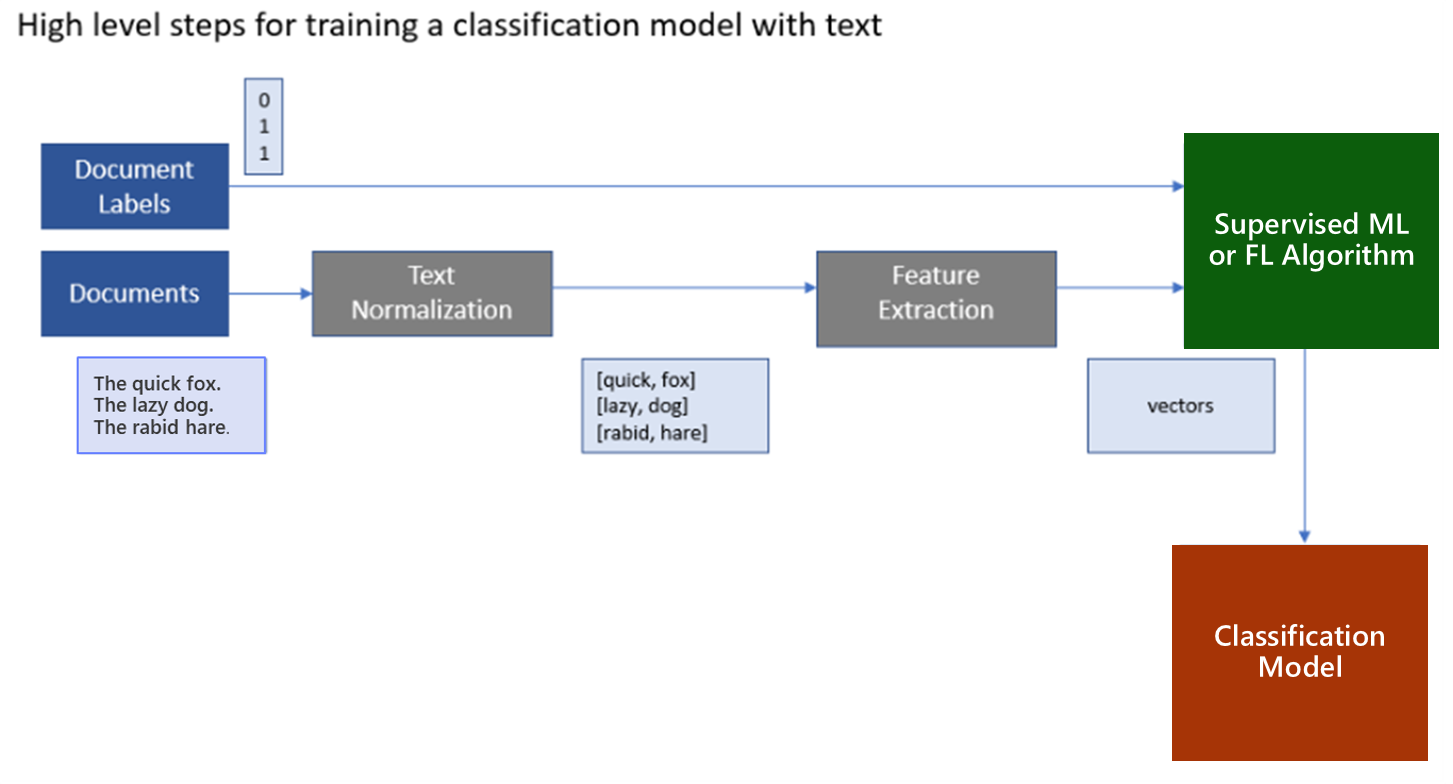 High level steps for training a classification model with text
0
1
1
Document
Labels
Supervised ML
or FL Algorithm
Documents
Text
Normalization
Feature
Extraction
The quick fox.
The lazy dog.
The rabid hare.
[quick, fox]
[lazy, dog]
[rabid, hare]
vectors
Classification
Model